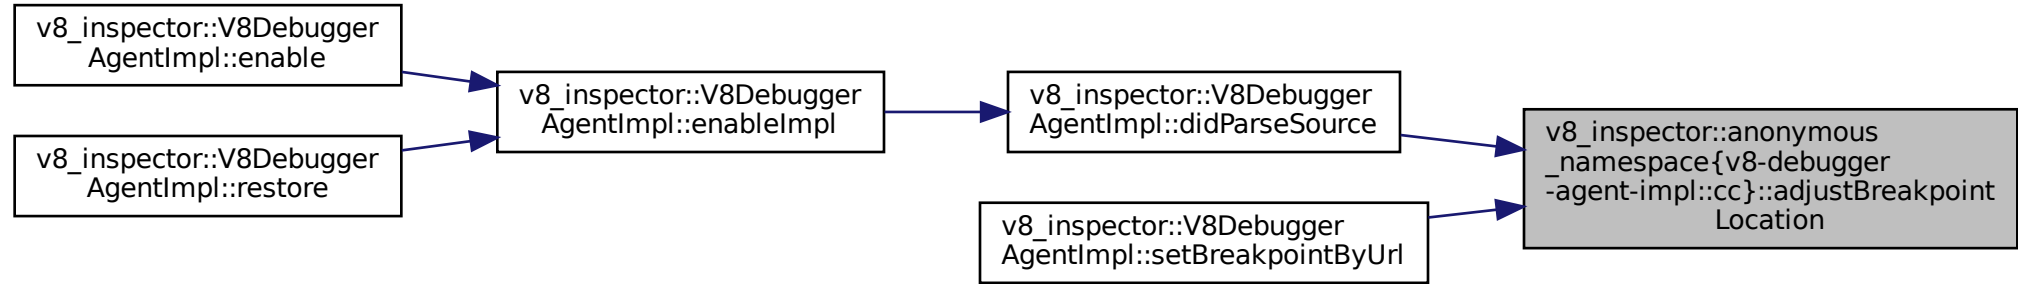 v8_inspector::V8Debugger
AgentImpl::enable
v8_inspector::V8Debugger
AgentImpl::restore
v8_inspector::V8Debugger
AgentImpl::enableImpl
v8_inspector::V8Debugger
AgentImpl::didParseSource
v8_inspector::V8Debugger
AgentImpl::setBreakpointByUrl
v8_inspector::anonymous
_namespace{v8-debugger
-agent-impl::cc}::adjustBreakpoint
Location